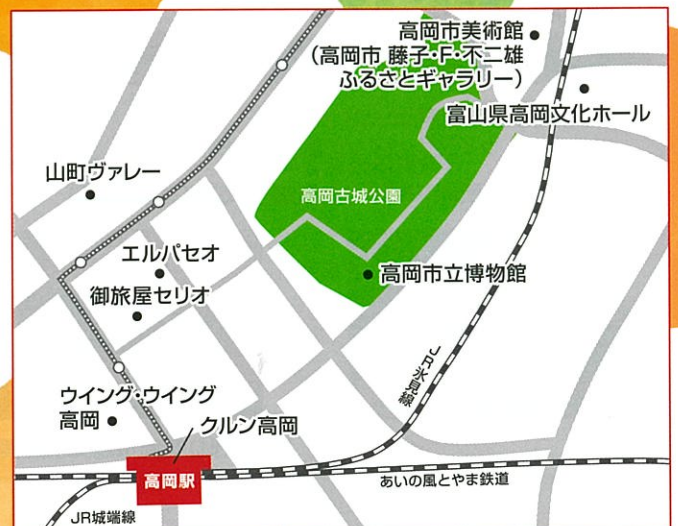 高岡市美術館
(高岡市 藤子・F・不二雄
ふるさとギャラリー)
富山県高岡文化ホール
山町ヴァレー
高岡古城公園
エルパセオ
高岡市立博物館
御旅屋セリオ
JR氷見線
ウイング・ウイング
高岡
クルン高岡
高岡駅
あいの風とやま鉄道
JR城端線